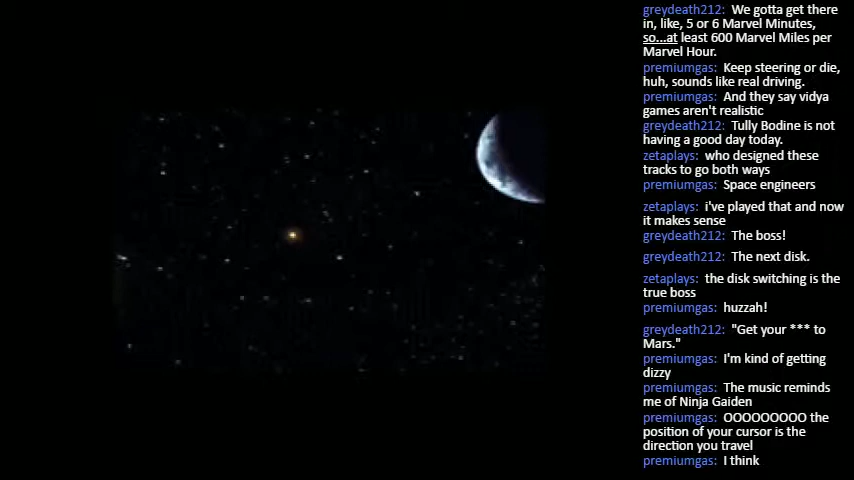 greydeath212: We gotta get there
in, like, 5 or 6 Marvel Minutes,
so...at least 600 Marvel Miles per
Marvel Hour.
premiumgas: Keep steering or die,
huh, sounds like real driving.
premiumgas: And they say vidya
games aren't realistic
greydeath212: Tully Bodine is not
having a good day today.
zetaplays: who designed these
tracks to go both ways
premiumgas: Space engineers
zetaplays: i've played that and now
it makes sense
greydeath212: The boss!
greydeath212: The next disk.
zetaplays: the disk switching is the
true boss
premiumgas: huzzah!
greydeath212: "Get your *** to
Mars."
premiumgas: I'm kind of getting
dizzy
premiumgas: The music reminds
me of Ninja Gaiden
premiumgas: OOOOOOOOO the
position of your cursor is the
direction you travel
premiumgas: I think